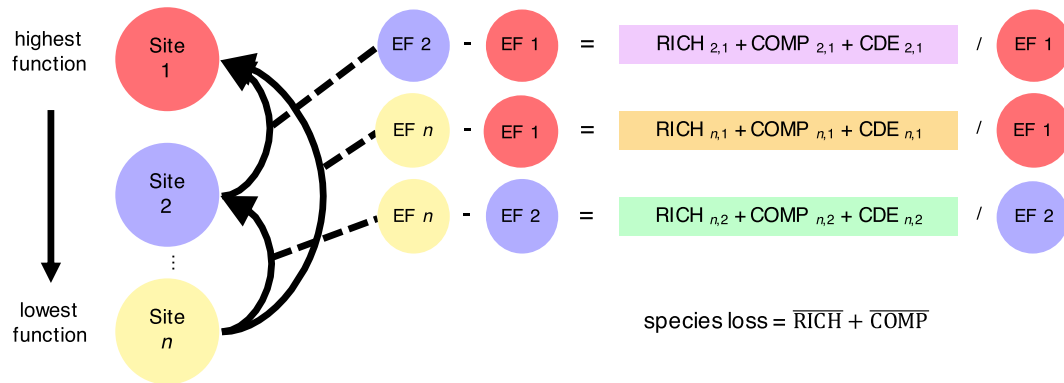 highest
function
Site
1
EF 2 - EF 1 = RICH 2,1 + COMP 2,1 + CDE 2,1 / EF 1
EF n - EF 1 = RICH n,1 + COMP n,1 + CDE n,1 / EF 1
Site
2
EF n - EF 2 = RICH n,2 + COMP n,2 + CDE n,2 / EF 2
...
lowest
function
Site
n
species loss = R̅I̅C̅H̅ + C̅O̅M̅P̅